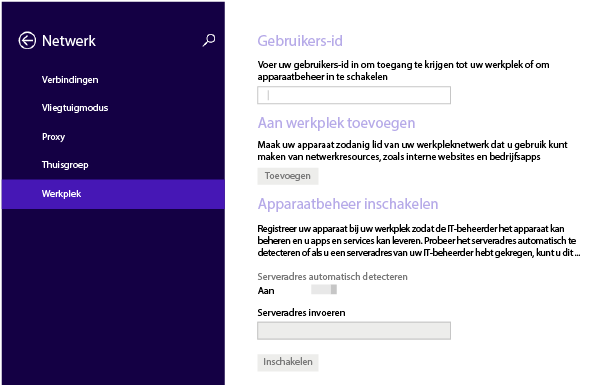 Netwerk
Verbindingen
Vliegtuigmodus
Proxy
Thuisgroep
Werkplek
Gebruikers-id
Voer uw gebruikers-id in om toegang te krijgen tot uw werkplek of om
apparaatbeheer in te schakelen
Aan werkplek toevoegen
Maak uw apparaat zodanig lid van uw werkpleknetwerk dat u gebruik kunt
maken van netwerkresources, zoals interne websites en bedrijfsapps
Toevoegen
Apparaatbeheer inschakelen
Registreer uw apparaat bij uw werkplek zodat de IT-beheerder het apparaat kan
beheren en u apps en services kan leveren. Probeer het serveradres automatisch te
detecteren of als u een serveradres van uw IT-beheerder hebt gekregen, kunt u dit ...
Serveradres automatisch detecteren
Aan
Serveradres invoeren
Inschakelen